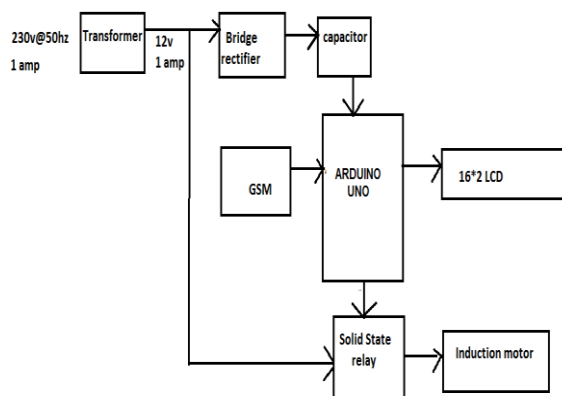 230v@50hz
1 amp
Transformer
12v
1 amp
Bridge
rectifier
capacitor
GSM
ARDUINO
UNO
16*2 LCD
Solid State
relay
Induction motor